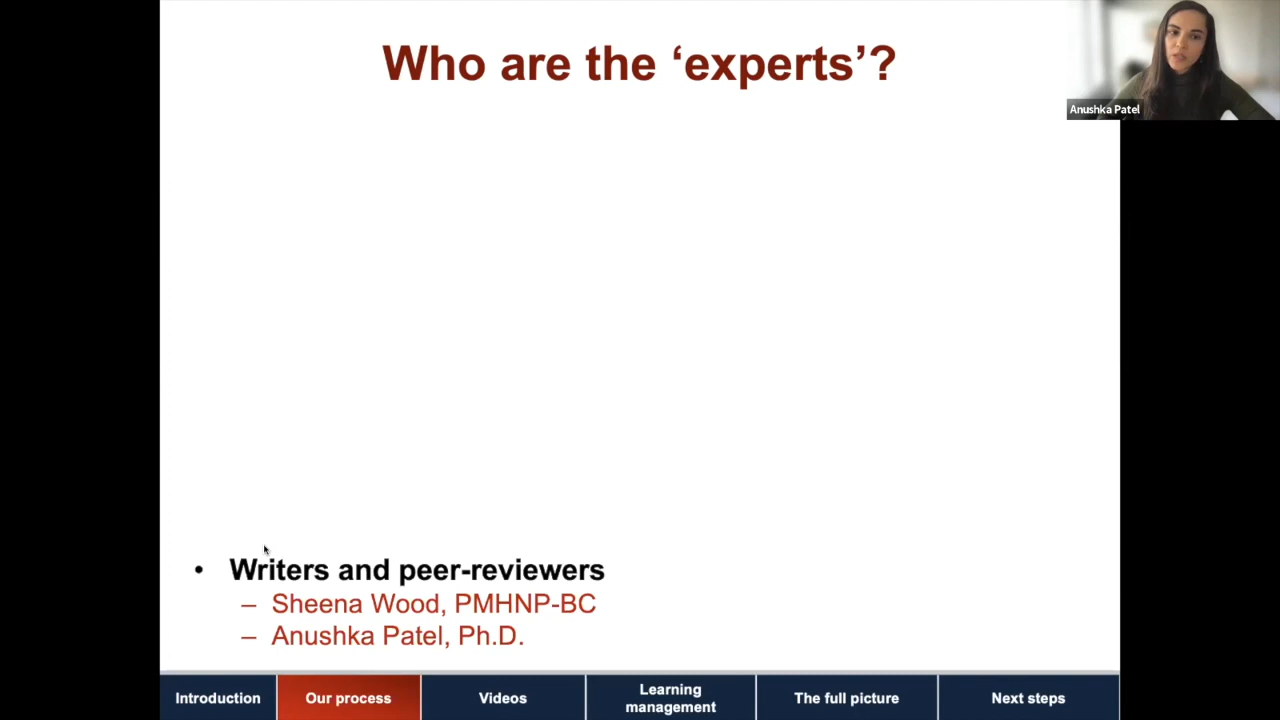 Who are the ‘experts’?
Anushka Patel
• Writers and peer-reviewers
– Sheena Wood, PMHNP-BC
– Anushka Patel, Ph.D.
Introduction
Our process
Videos
Learning
management
The full picture
Next steps